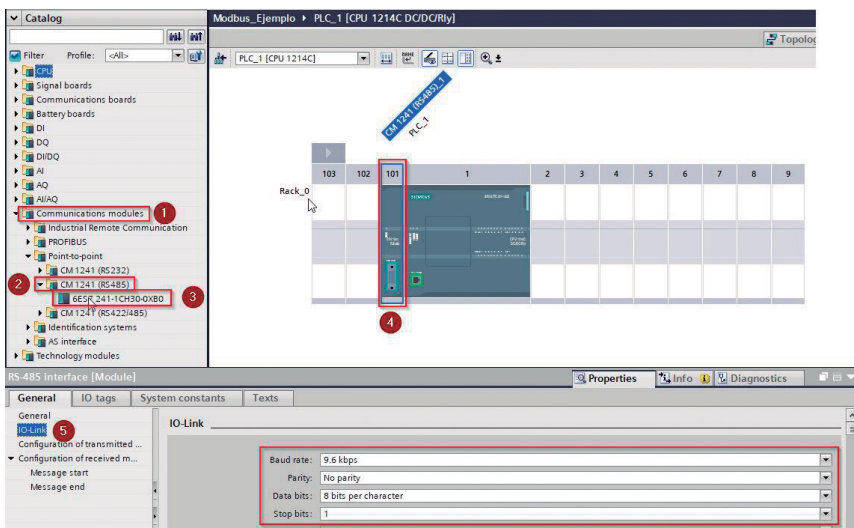 Catalog
Modbus_Ejemplo ▸ PLC_1 [CPU 1214C DC/DC/Rly]
Topolog
Filter Profile: <All>
PLC_1 [CPU 1214C]
CPU
Signal boards
Communications boards
Battery boards
DI
DQ
DI/DQ
AI
AQ
AI/AQ
Communications modules 1
Industrial Remote Communication
PROFIBUS
Point-to-point
CM 1241 (RS232)
2 CM 1241 (RS485)
6ES7 241-1CH30-0XB0 3
CM 1241 (RS422/485)
Identification systems
AS interface
Technology modules
CM 1241 (RS485)_1
PLC_1
103 102 101 1 2 3 4 5 6 7 8 9
Rack_0
SIEMENS
4
RS-485 interface [Module]
Properties Info Diagnostics
General IO tags System constants Texts
General
IO-Link 5
Configuration of transmitted ...
Configuration of received m...
Message start
Message end
IO-Link
Baud rate: 9.6 kbps
Parity: No parity
Data bits: 8 bits per character
Stop bits: 1